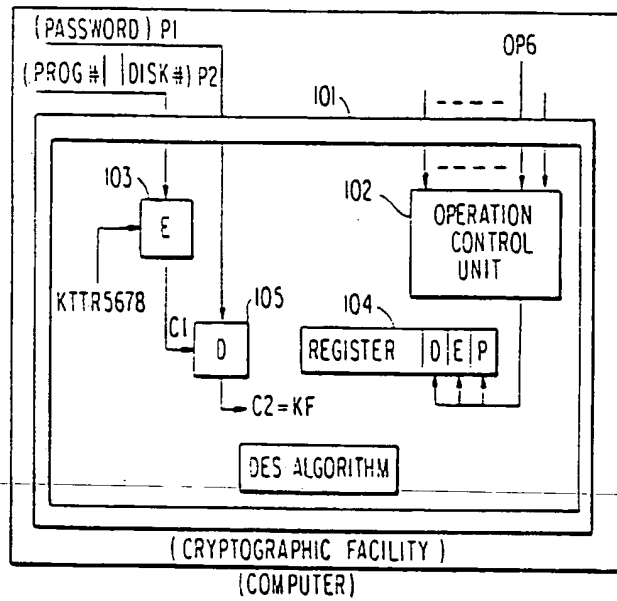 (PASSWORD) P1
(PROG#||DISK#) P2
OP6
101
103
E
KTTR5678
C1
105
D
C2=KF
102
OPERATION
CONTROL
UNIT
104
REGISTER |D|E|P
DES ALGORITHM
(CRYPTOGRAPHIC FACILITY)
(COMPUTER)